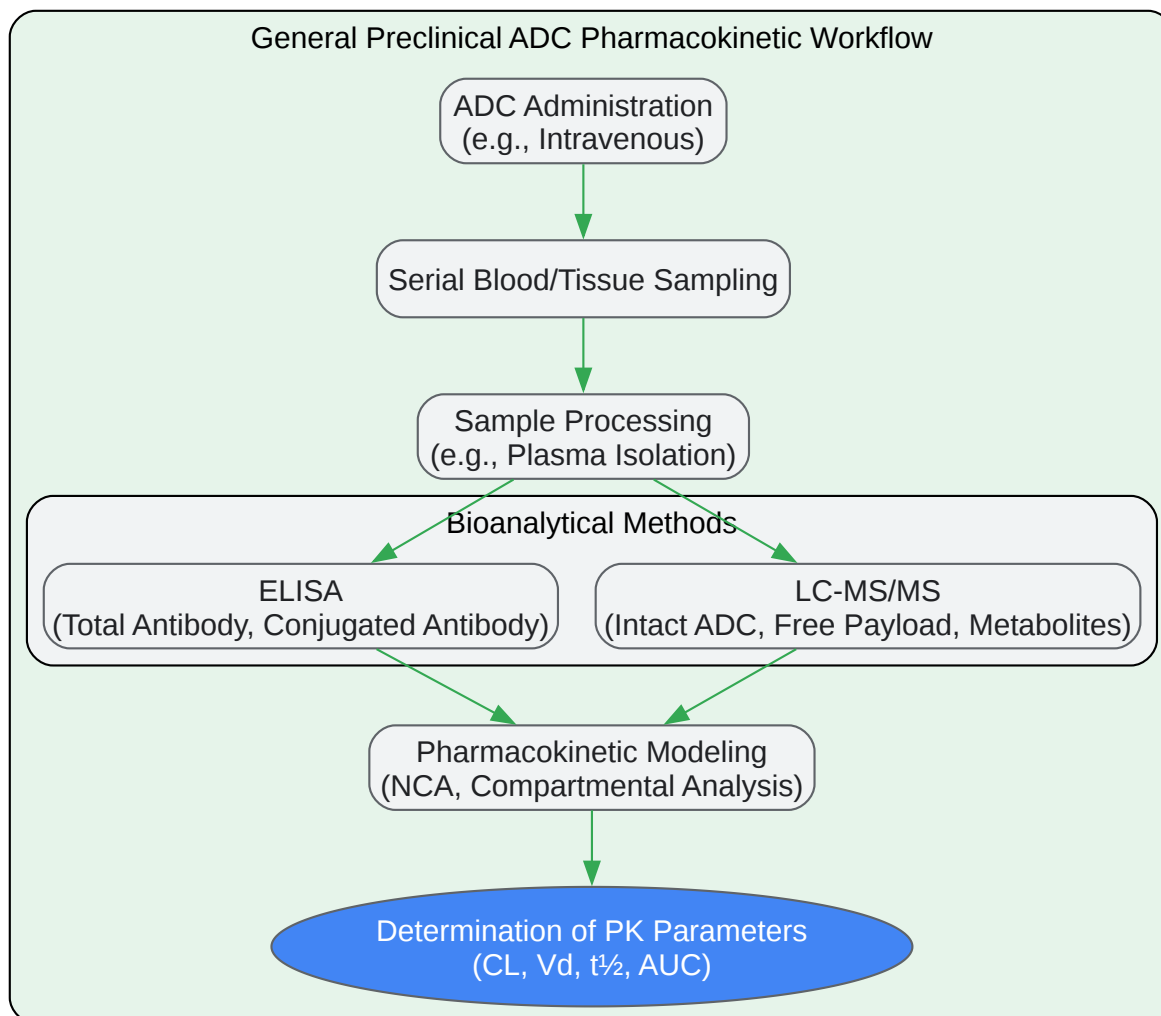 General Preclinical ADC Pharmacokinetic Workflow
ADC Administration
(e.g., Intravenous)
Serial Blood/Tissue Sampling
Sample Processing
(e.g., Plasma Isolation)
Bioanalytical Methods
ELISA
(Total Antibody, Conjugated Antibody)
LC-MS/MS
(Intact ADC, Free Payload, Metabolites)
Pharmacokinetic Modeling
(NCA, Compartmental Analysis)
Determination of PK Parameters
(CL, Vd, t½, AUC)